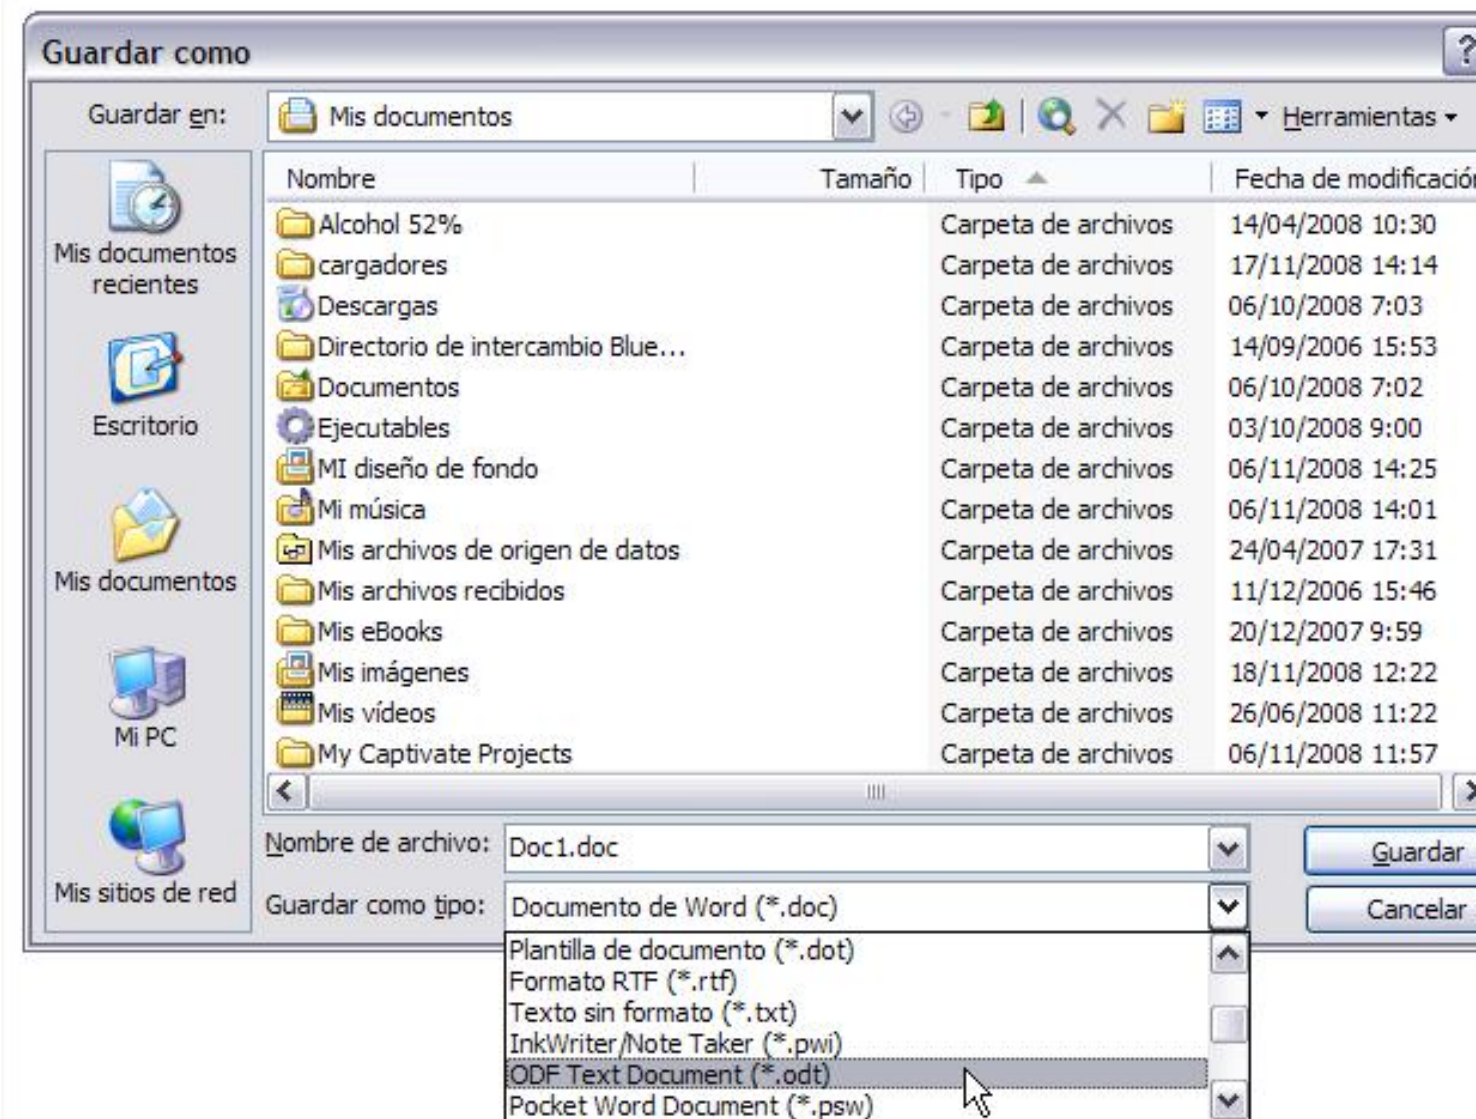 Guardar como
?
Guardar en: Mis documentos Herramientas
Nombre Tamaño Tipo Fecha de modificación
Alcohol 52% Carpeta de archivos 14/04/2008 10:30
cargadores Carpeta de archivos 17/11/2008 14:14
Descargas Carpeta de archivos 06/10/2008 7:03
Directorio de intercambio Blue... Carpeta de archivos 14/09/2006 15:53
Documentos Carpeta de archivos 06/10/2008 7:02
Ejecutables Carpeta de archivos 03/10/2008 9:00
MI diseño de fondo Carpeta de archivos 06/11/2008 14:25
Mi música Carpeta de archivos 06/11/2008 14:01
Mis archivos de origen de datos Carpeta de archivos 24/04/2007 17:31
Mis archivos recibidos Carpeta de archivos 11/12/2006 15:46
Mis eBooks Carpeta de archivos 20/12/2007 9:59
Mis imágenes Carpeta de archivos 18/11/2008 12:22
Mis vídeos Carpeta de archivos 26/06/2008 11:22
My Captivate Projects Carpeta de archivos 06/11/2008 11:57
Mis documentos
recientes
Escritorio
Mis documentos
Mi PC
Mis sitios de red
Nombre de archivo: Doc1.doc Guardar
Guardar como tipo: Documento de Word (*.doc) Cancelar
Plantilla de documento (*.dot)
Formato RTF (*.rtf)
Texto sin formato (*.txt)
InkWriter/Note Taker (*.pwi)
ODF Text Document (*.odt)
Pocket Word Document (*.psw)